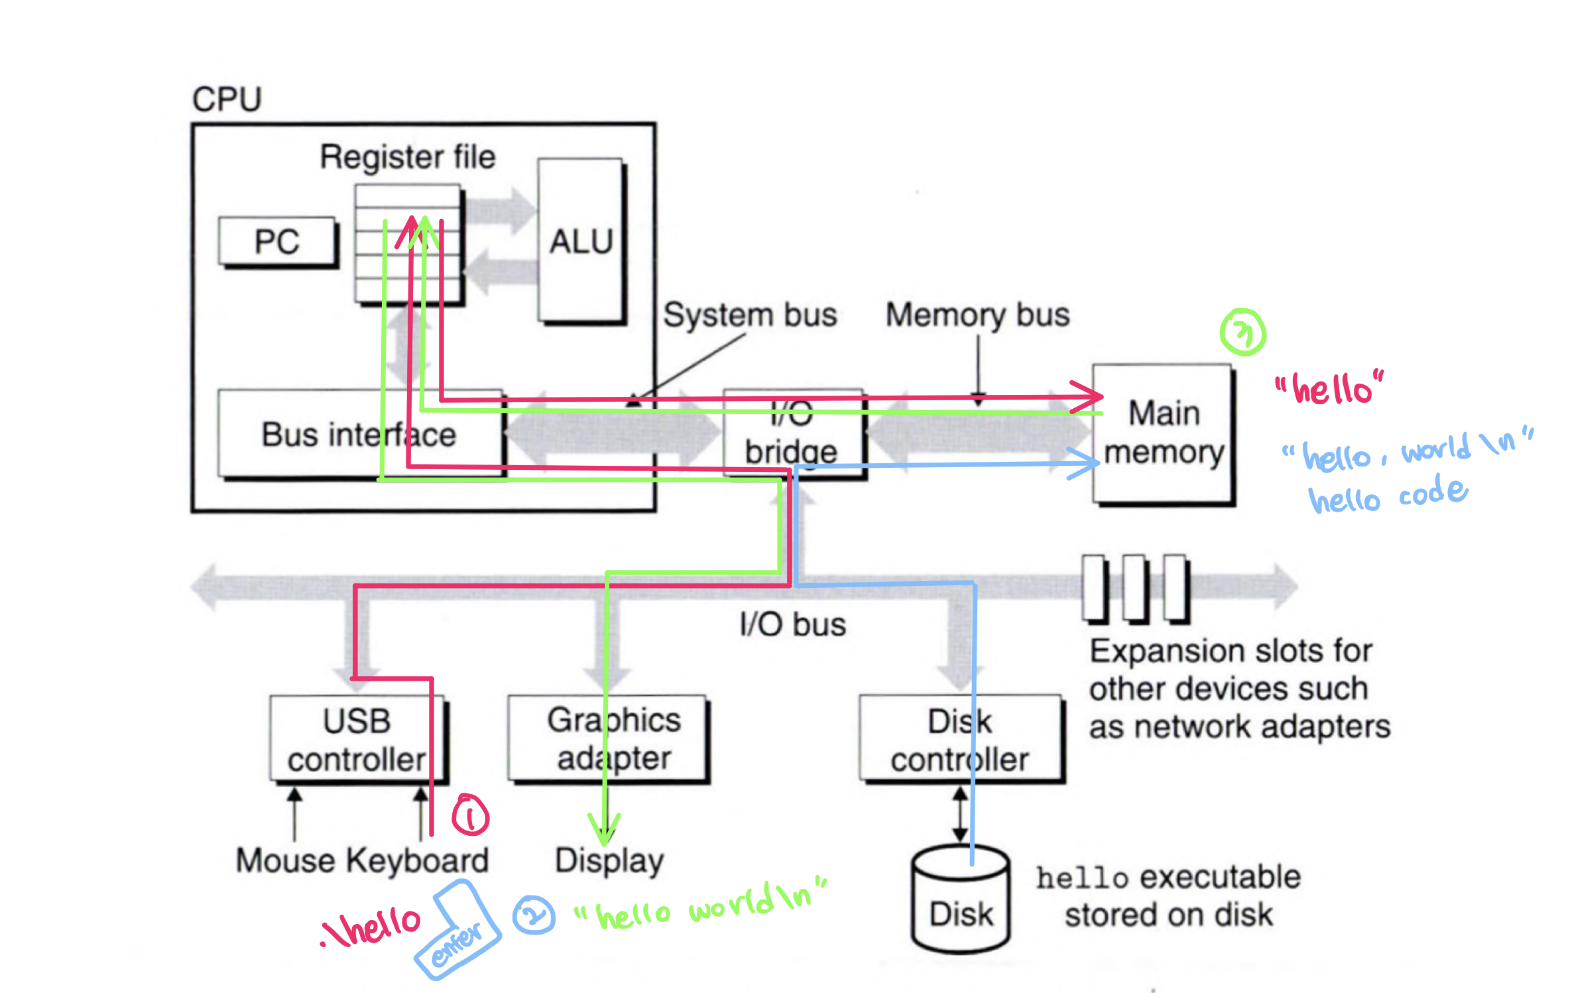 CPU
Register file
PC
ALU
System bus
Memory bus
③
"hello"
Bus interface
I/O
bridge
Main
memory
"hello, world \n"
hello code
I/O bus
Expansion slots for
other devices such
as network adapters
USB
controller
Graphics
adapter
Disk
controller
①
Mouse Keyboard
Display
.\hello
enter
②
"hello world\n"
Disk
hello executable
stored on disk